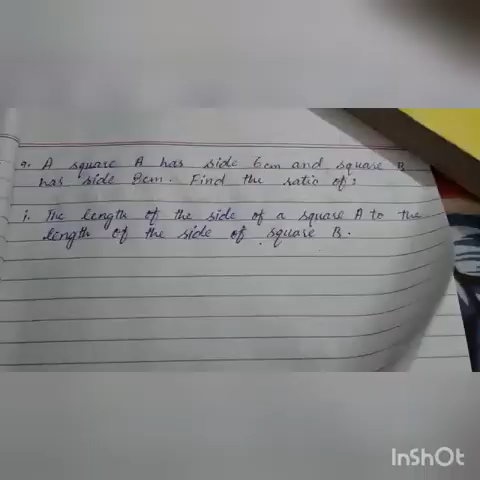 9. A square A has side 6cm and square B
has side 8cm. Find the ratio of:
i. The length of the side of a square A to the
length of the side of square B.
InShOt